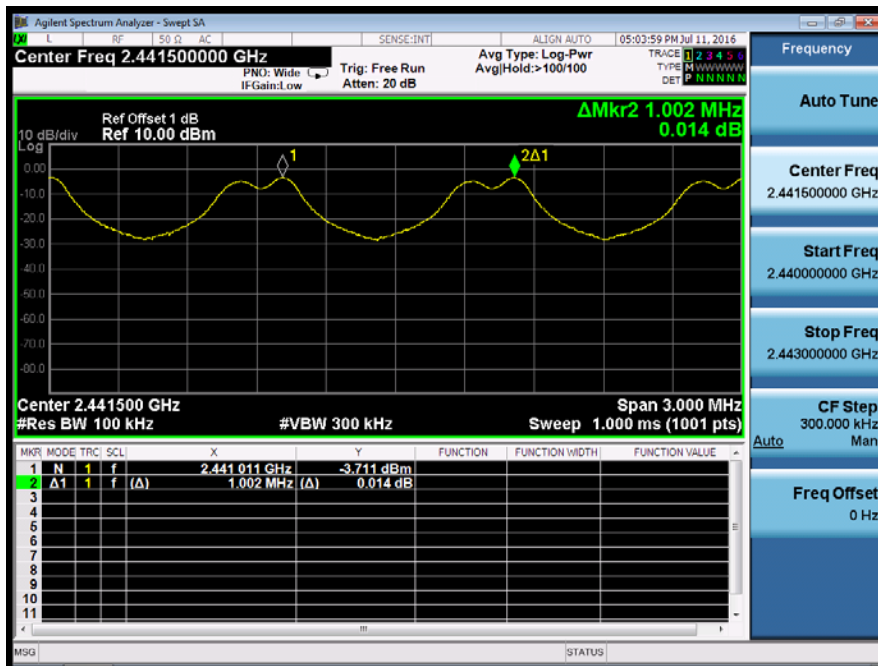 Agilent Spectrum Analyzer - Swept SA
LXI L RF 50 Ω AC SENSE:INT ALIGN AUTO 05:03:59 PM Jul 11, 2016
Center Freq 2.441500000 GHz
PNO: Wide
IFGain:Low
Trig: Free Run
Atten: 20 dB
Avg Type: Log-Pwr
Avg|Hold:>100/100
TRACE 1 2 3 4 5 6
TYPE M W W W W W
DET P N N N N N
ΔMkr2 1.002 MHz
0.014 dB
Ref Offset 1 dB
10 dB/div Ref 10.00 dBm
Log
1
2Δ1
0.00
-10.0
-20.0
-30.0
-40.0
-50.0
-60.0
-70.0
-80.0
Center 2.441500 GHz Span 3.000 MHz
#Res BW 100 kHz #VBW 300 kHz Sweep 1.000 ms (1001 pts)
MKR MODE TRC SCL X Y FUNCTION FUNCTION WIDTH FUNCTION VALUE
1 N 1 f 2.441 011 GHz -3.711 dBm
2 Δ1 1 f (Δ) 1.002 MHz (Δ) 0.014 dB
3
4
5
6
7
8
9
10
11
MSG STATUS
Frequency
Auto Tune
Center Freq
2.441500000 GHz
Start Freq
2.440000000 GHz
Stop Freq
2.443000000 GHz
CF Step
300.000 kHz
Auto Man
Freq Offset
0 Hz